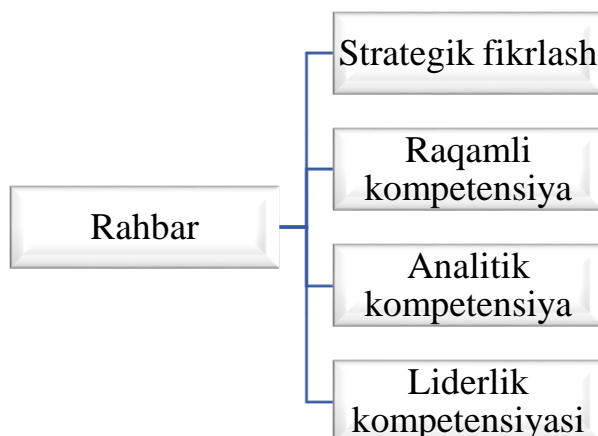 Rahbar
Strategik fikrlash
Raqamli
kompetensiya
Analitik
kompetensiya
Liderlik
kompetensiyasi